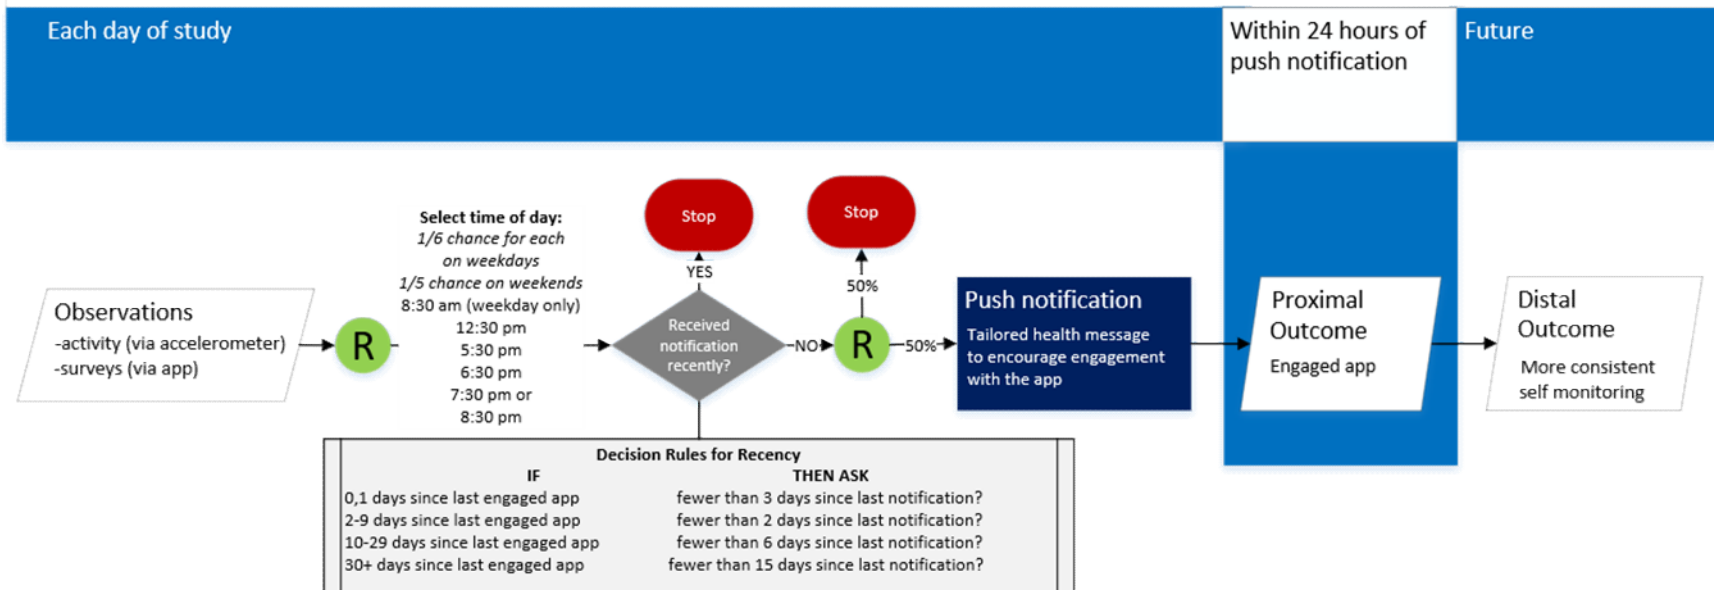 Each day of study
Within 24 hours of
push notification
Future
Observations
-activity (via accelerometer)
-surveys (via app)
R
Select time of day:
1/6 chance for each
on weekdays
1/5 chance on weekends
8:30 am (weekday only)
12:30 pm
5:30 pm
6:30 pm
7:30 pm or
8:30 pm
Stop
YES
Received
notification
recently?
NO
Stop
50%
R
50%
Push notification
Tailored health message
to encourage engagement
with the app
Proximal
Outcome
Engaged app
Distal
Outcome
More consistent
self monitoring
Decision Rules for Recency
IF THEN ASK
0,1 days since last engaged app fewer than 3 days since last notification?
2-9 days since last engaged app fewer than 2 days since last notification?
10-29 days since last engaged app fewer than 6 days since last notification?
30+ days since last engaged app fewer than 15 days since last notification?